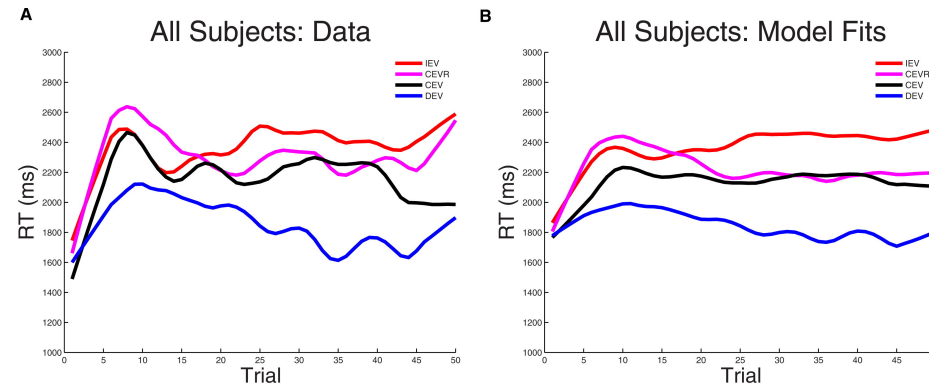 A
All Subjects: Data
3000
2800
2600
2400
2200
2000
1800
1600
1400
1200
1000
RT (ms)
IEV
CEVR
CEV
DEV
0 5 10 15 20 25 30 35 40 45 50
Trial
B
All Subjects: Model Fits
3000
2800
2600
2400
2200
2000
1800
1600
1400
1200
1000
RT (ms)
IEV
CEVR
CEV
DEV
0 5 10 15 20 25 30 35 45
Trial